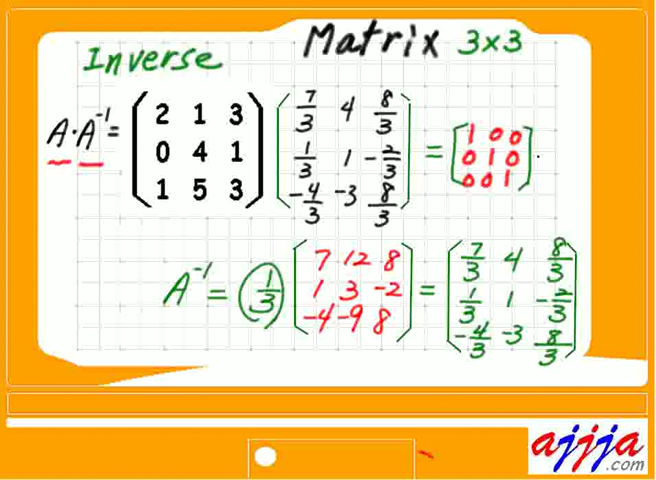 Matrix 3×3
Inverse
A·A⁻¹ = (2 1 3) [7/3 4 8/3] = [1 0 0]
(0 4 1) [1/3 1 -2/3] [0 1 0]
(1 5 3) [-4/3 -3 8/3] [0 0 1]
A⁻¹ = (1/3) [7 12 8] = [7/3 4 8/3]
[1 3 -2] [1/3 1 -2/3]
[-4 -9 8] [-4/3 -3 8/3]
ajjja
.com